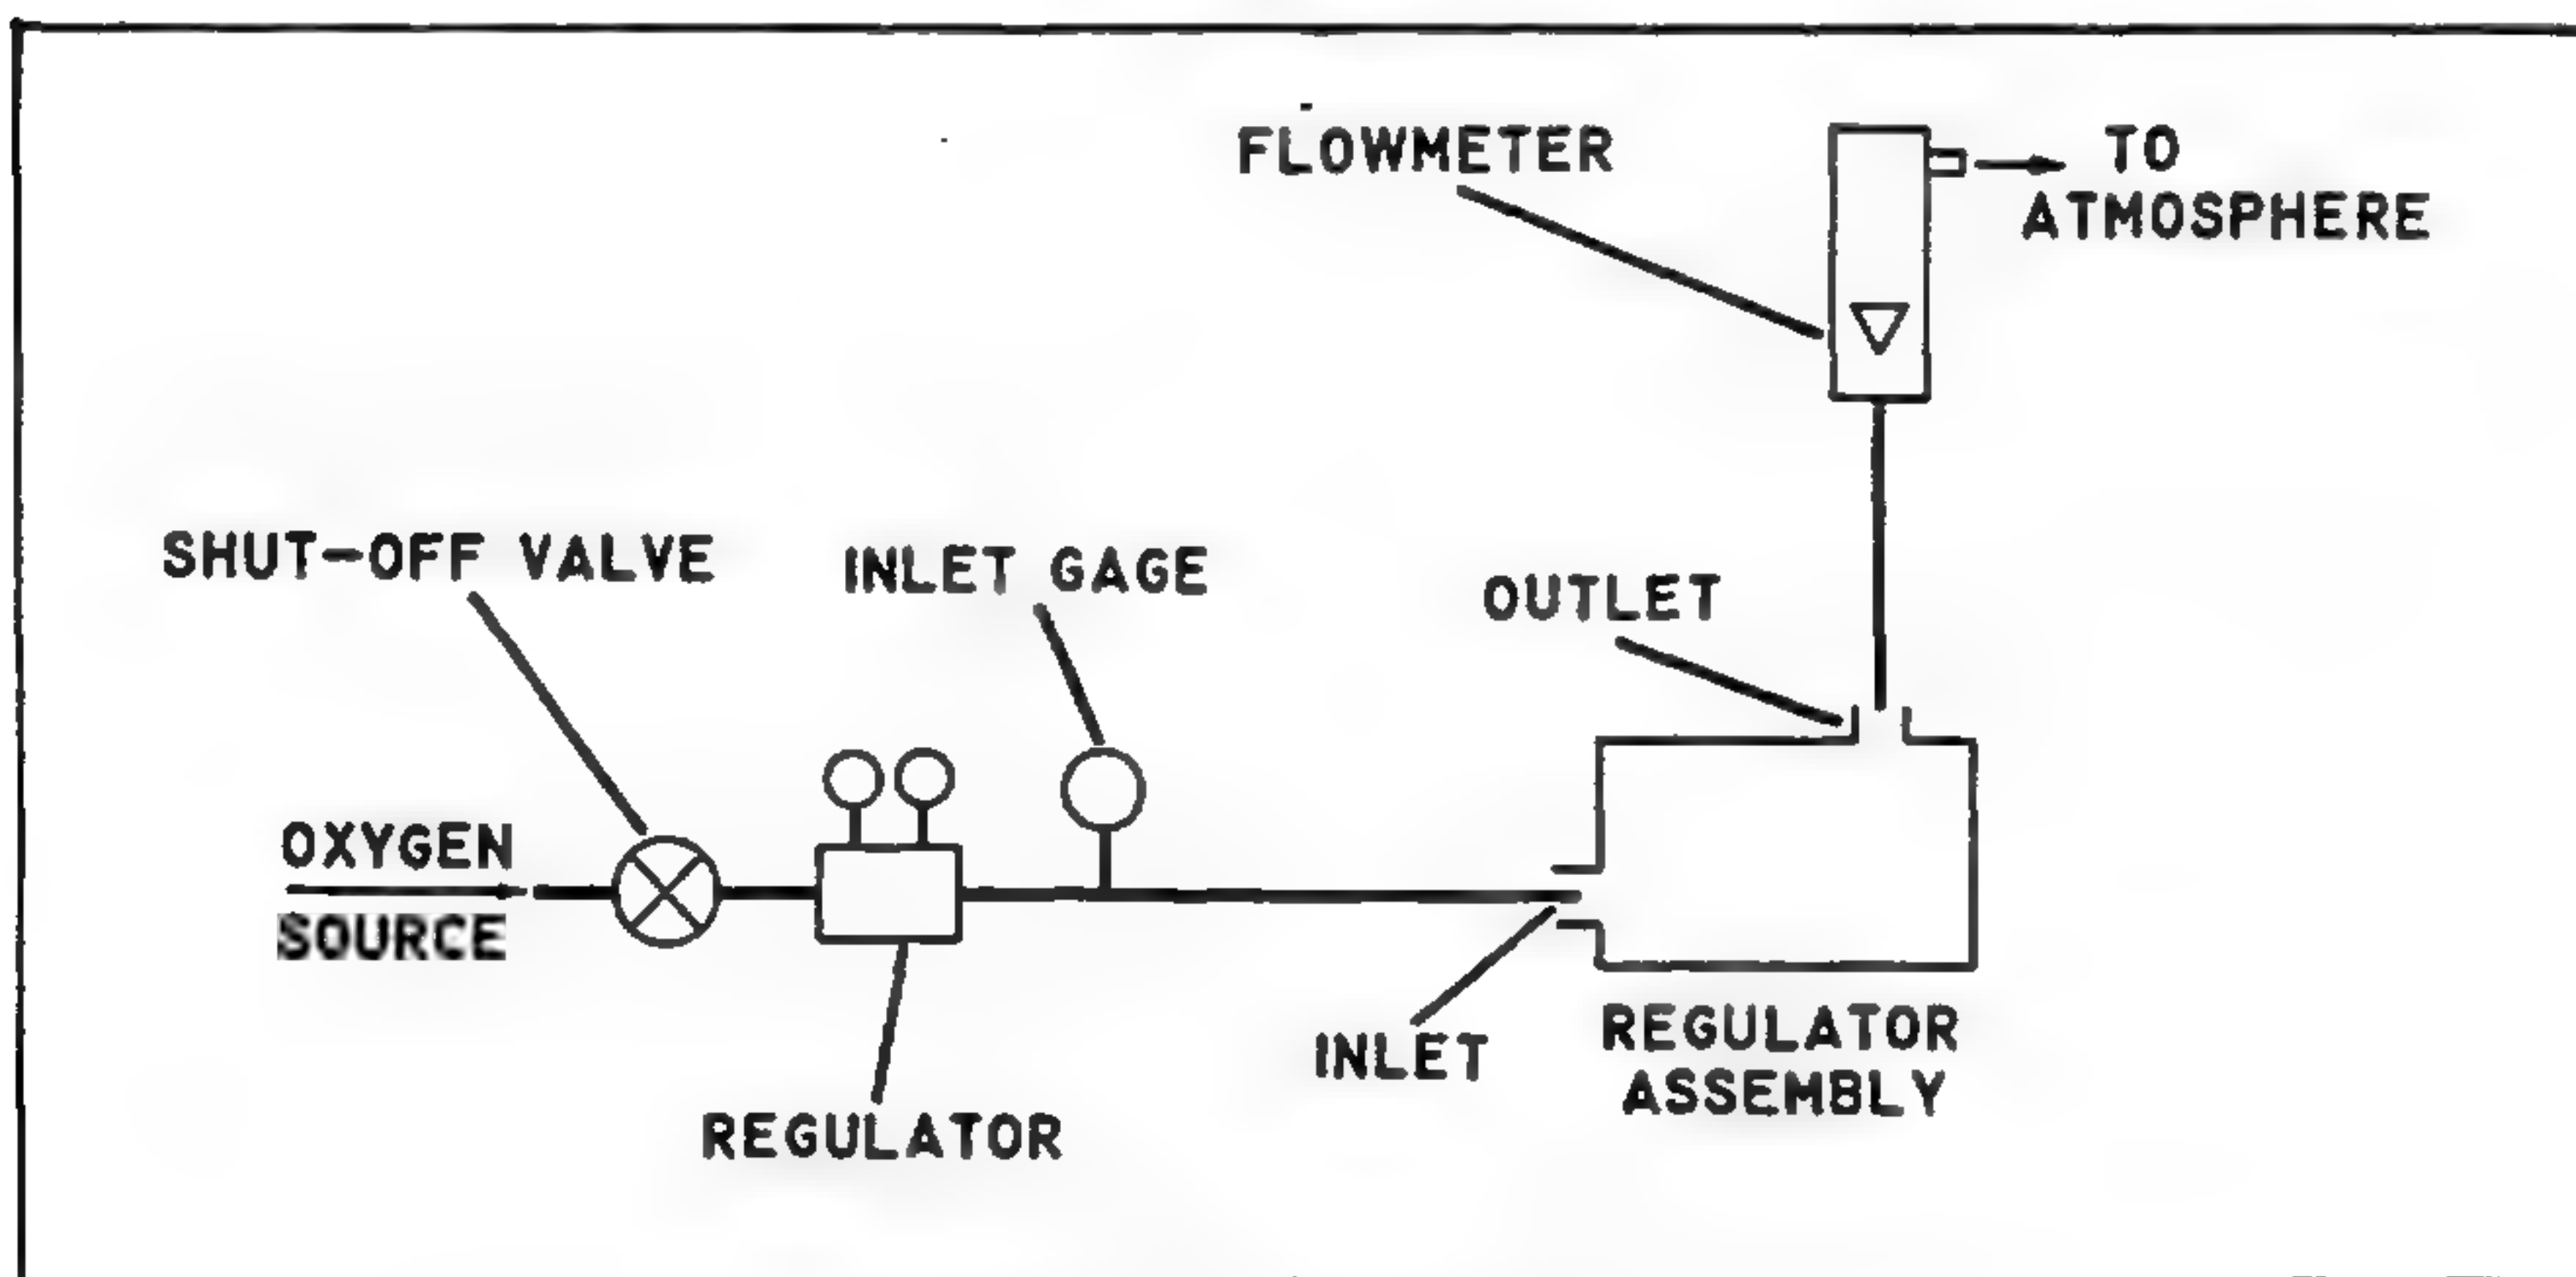 FLOWMETER
TO
ATMOSPHERE
SHUT-OFF VALVE
INLET GAGE
OUTLET
OXYGEN
SOURCE
INLET
REGULATOR
ASSEMBLY
REGULATOR